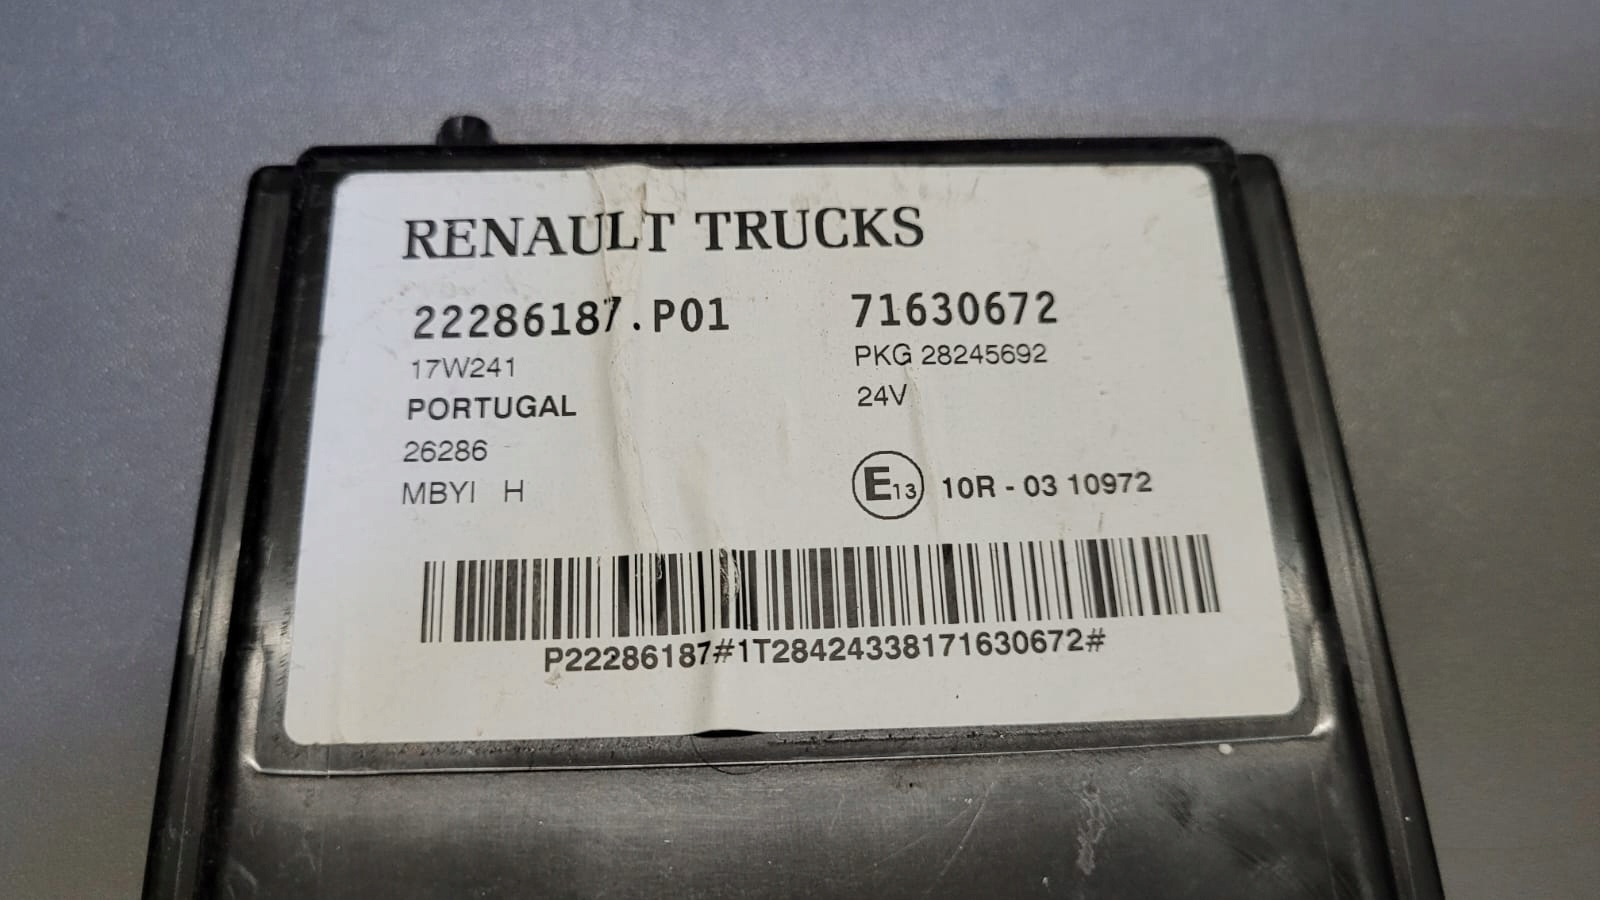 RENAULT TRUCKS
22286187.P01 71630672
17W241 PKG 28245692
PORTUGAL 24V
26286
MBYI H E13 10R - 03 10972
P22286187#1T28424338171630672#